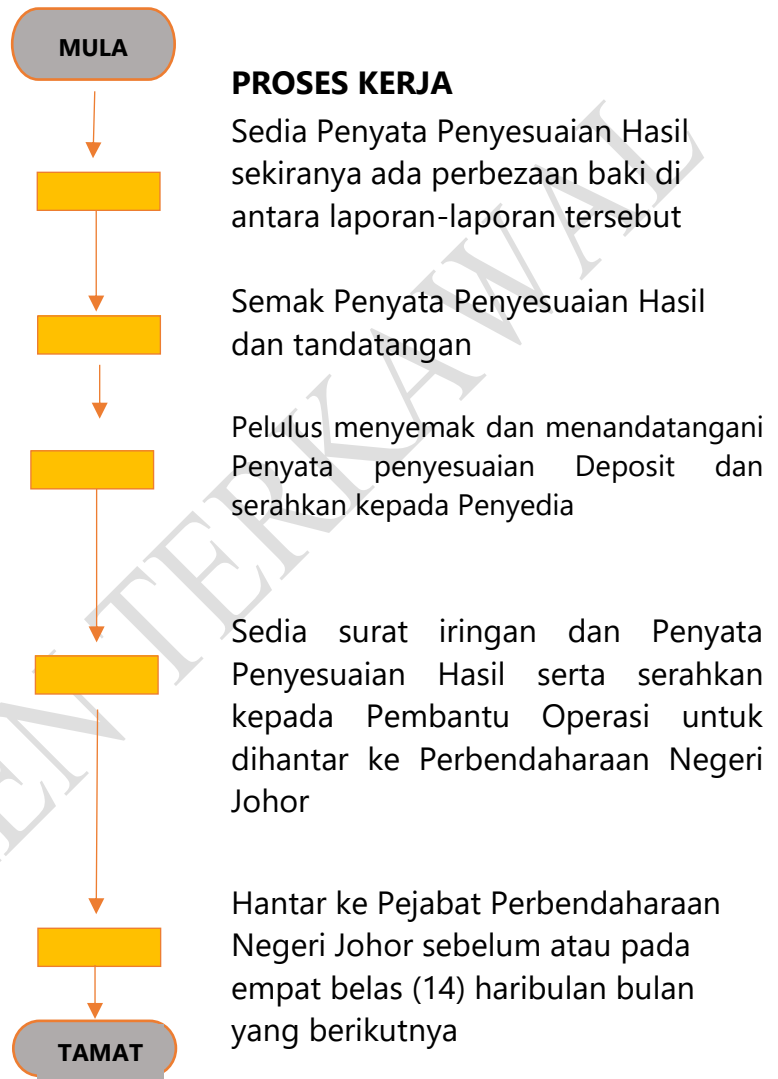 MULA
PROSES KERJA
Sedia Penyata Penyesuaian Hasil
sekiranya ada perbezaan baki di
antara laporan-laporan tersebut
Semak Penyata Penyesuaian Hasil
dan tandatangan
Pelulus menyemak dan menandatangani
Penyata penyesuaian Deposit dan
serahkan kepada Penyedia
Sedia surat iringan dan Penyata
Penyesuaian Hasil serta serahkan
kepada Pembantu Operasi untuk
dihantar ke Perbendaharaan Negeri
Johor
Hantar ke Pejabat Perbendaharaan
Negeri Johor sebelum atau pada
empat belas (14) haribulan bulan
yang berikutnya
TAMAT
EN TERKAWAL